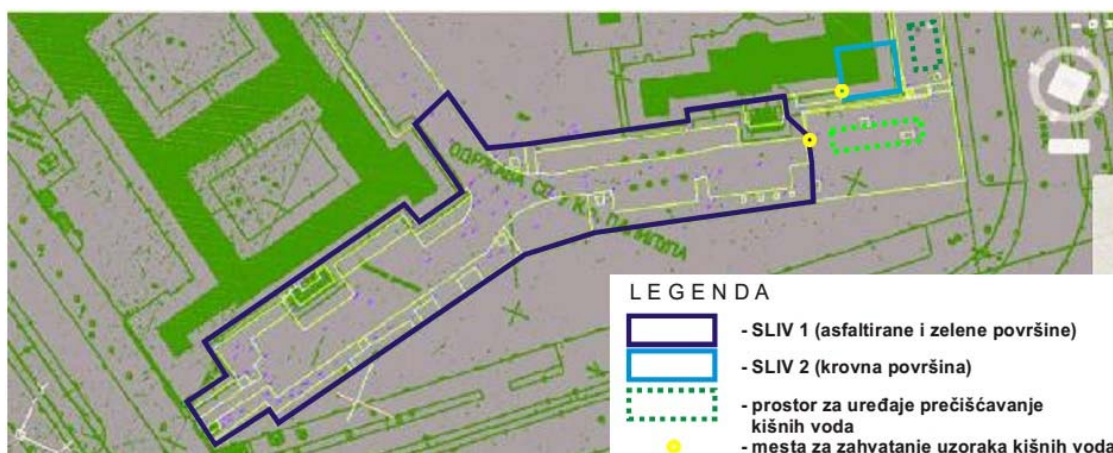 LEGENDA
- SLIV 1 (asfaltirane i zelene površine)
- SLIV 2 (krovna površina)
- prostor za uređaje prečišćavanje
kišnih voda
- mesta za zahvatanje uzoraka kišnih voda